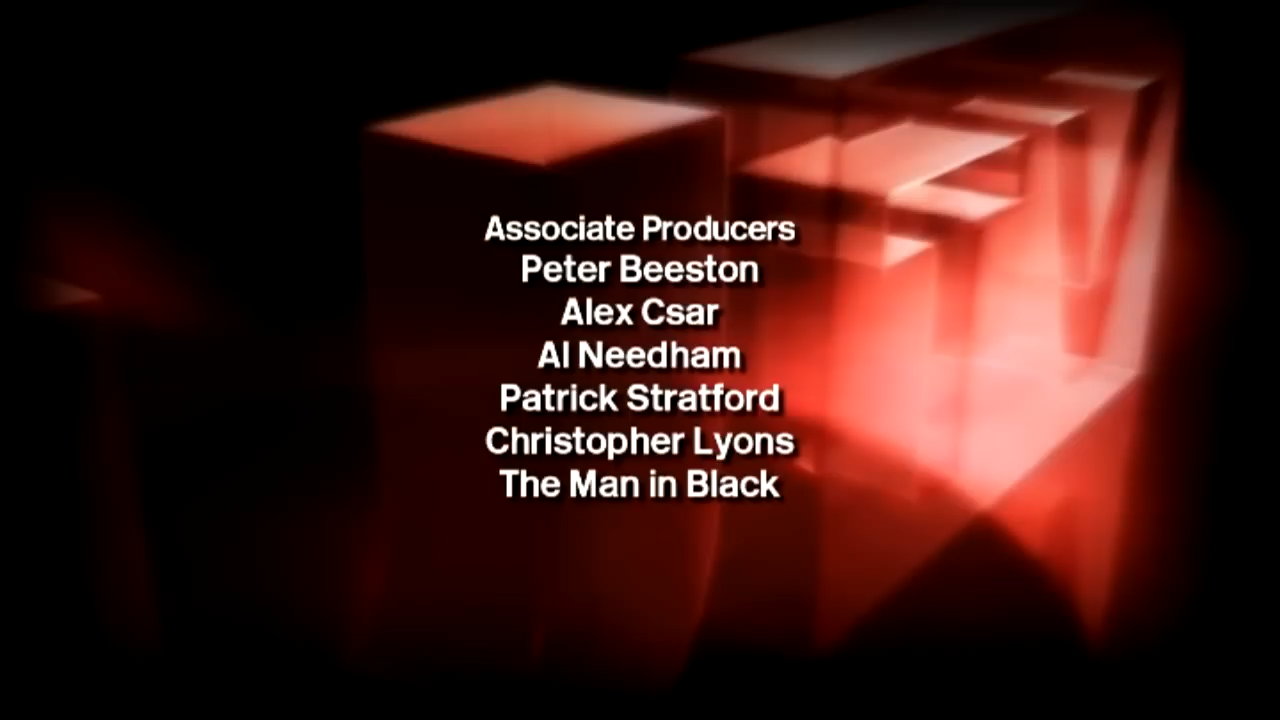 Associate Producers
Peter Beeston
Alex Csar
Al Needham
Patrick Stratford
Christopher Lyons
The Man in Black